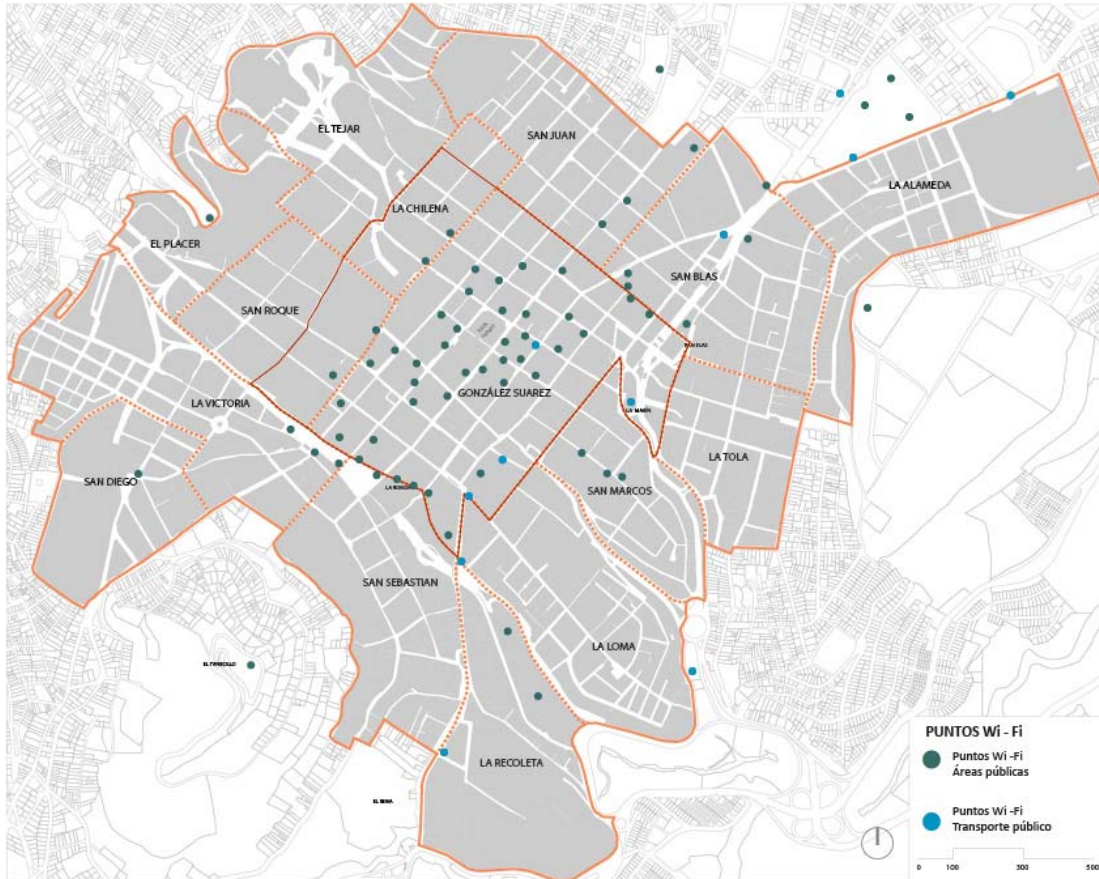 EL TEJAR
SAN JUAN
LA ALAMEDA
LA CHILENA
EL PLACER
SAN BLAS
SAN ROQUE
GONZÁLEZ SUAREZ
LA VICTORIA
LA MARÍN
LA TOLA
SAN DIEGO
SAN MARCOS
SAN SEBASTIAN
LA LOMA
LA RECOLETA
PUNTOS Wi - Fi
Puntos Wi -Fi
Áreas públicas
Puntos Wi -Fi
Transporte público
0 100 300 500